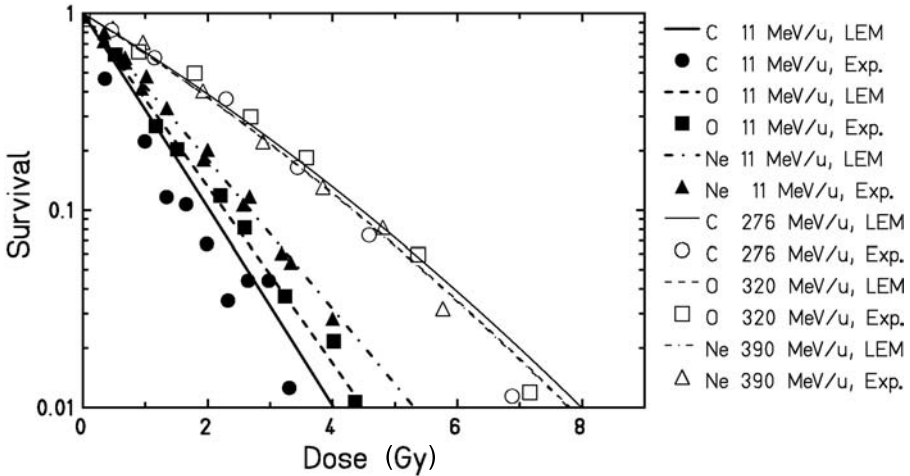 1
0.1
0.01
Survival
0
2
4
6
8
Dose (Gy)
C 11 MeV/u, LEM
C 11 MeV/u, Exp.
O 11 MeV/u, LEM
O 11 MeV/u, Exp.
Ne 11 MeV/u, LEM
Ne 11 MeV/u, Exp.
C 276 MeV/u, LEM
C 276 MeV/u, Exp.
O 320 MeV/u, LEM
O 320 MeV/u, Exp.
Ne 390 MeV/u, LEM
Ne 390 MeV/u, Exp.